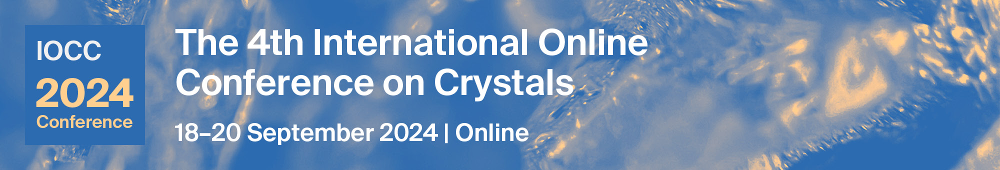 IOCC
2024
Conference
The 4th International Online
Conference on Crystals
18–20 September 2024 | Online